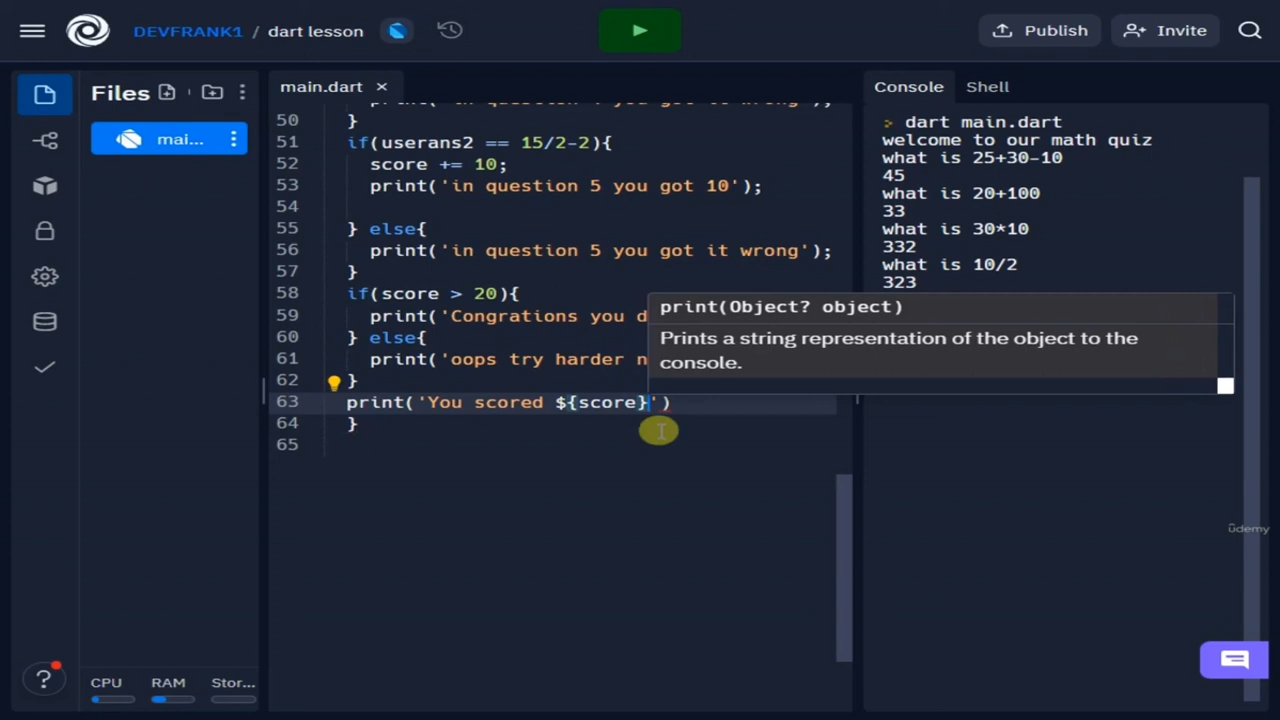 DEVFRANK1 / dart lesson
Publish
Invite
Files
mai...
main.dart ×
50 }
51 if(userans2 == 15/2-2){
52 score += 10;
53 print('in question 5 you got 10');
54
55 } else{
56 print('in question 5 you got it wrong');
57 }
58 if(score > 20){
59 print('Congrations you d
60 } else{
61 print('oops try harder n
62 }
63 print('You scored ${score}')
64 }
65
print(Object? object)
Prints a string representation of the object to the
console.
Console Shell
> dart main.dart
welcome to our math quiz
what is 25+30-10
45
what is 20+100
33
what is 30*10
332
what is 10/2
323
udemy
?
CPU RAM Stor...